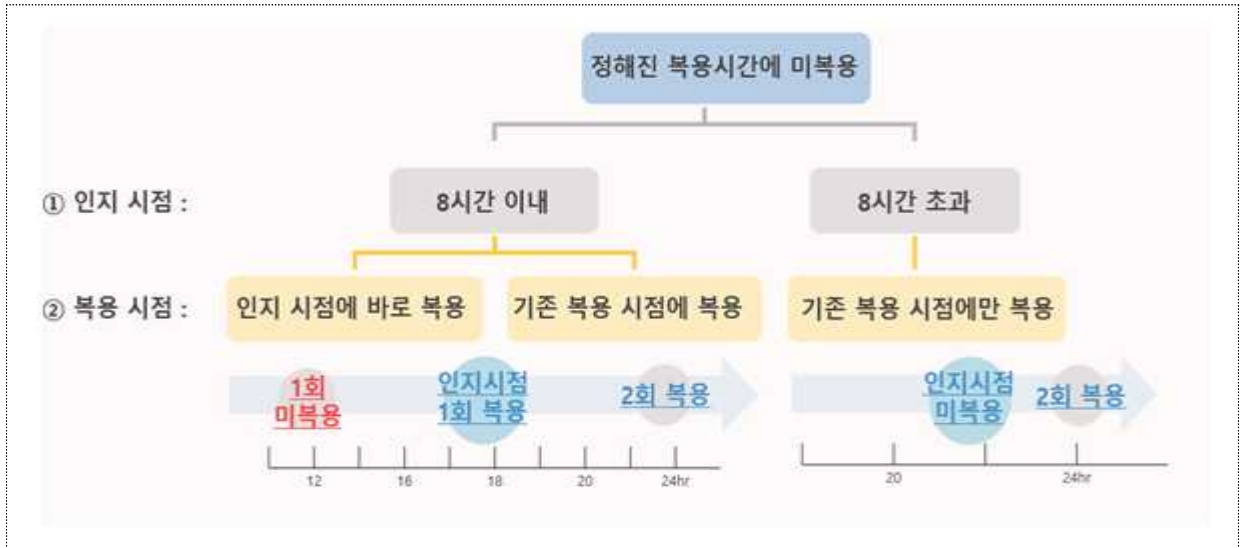 정해진 복용시간에 미복용
① 인지 시점 :
8시간 이내
8시간 초과
② 복용 시점 :
인지 시점에 바로 복용
기존 복용 시점에 복용
기존 복용 시점에만 복용
1회
미복용
인지시점
1회 복용
2회 복용
인지시점
미복용
2회 복용
12
16
18
20
24hr
20
24hr